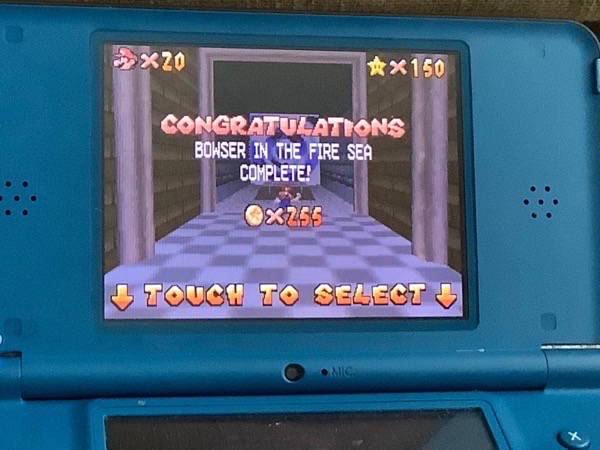 ×20
×150
CONGRATULATIONS
BOWSER IN THE FIRE SEA
COMPLETE!
×255
TOUCH TO SELECT
MIC.
X